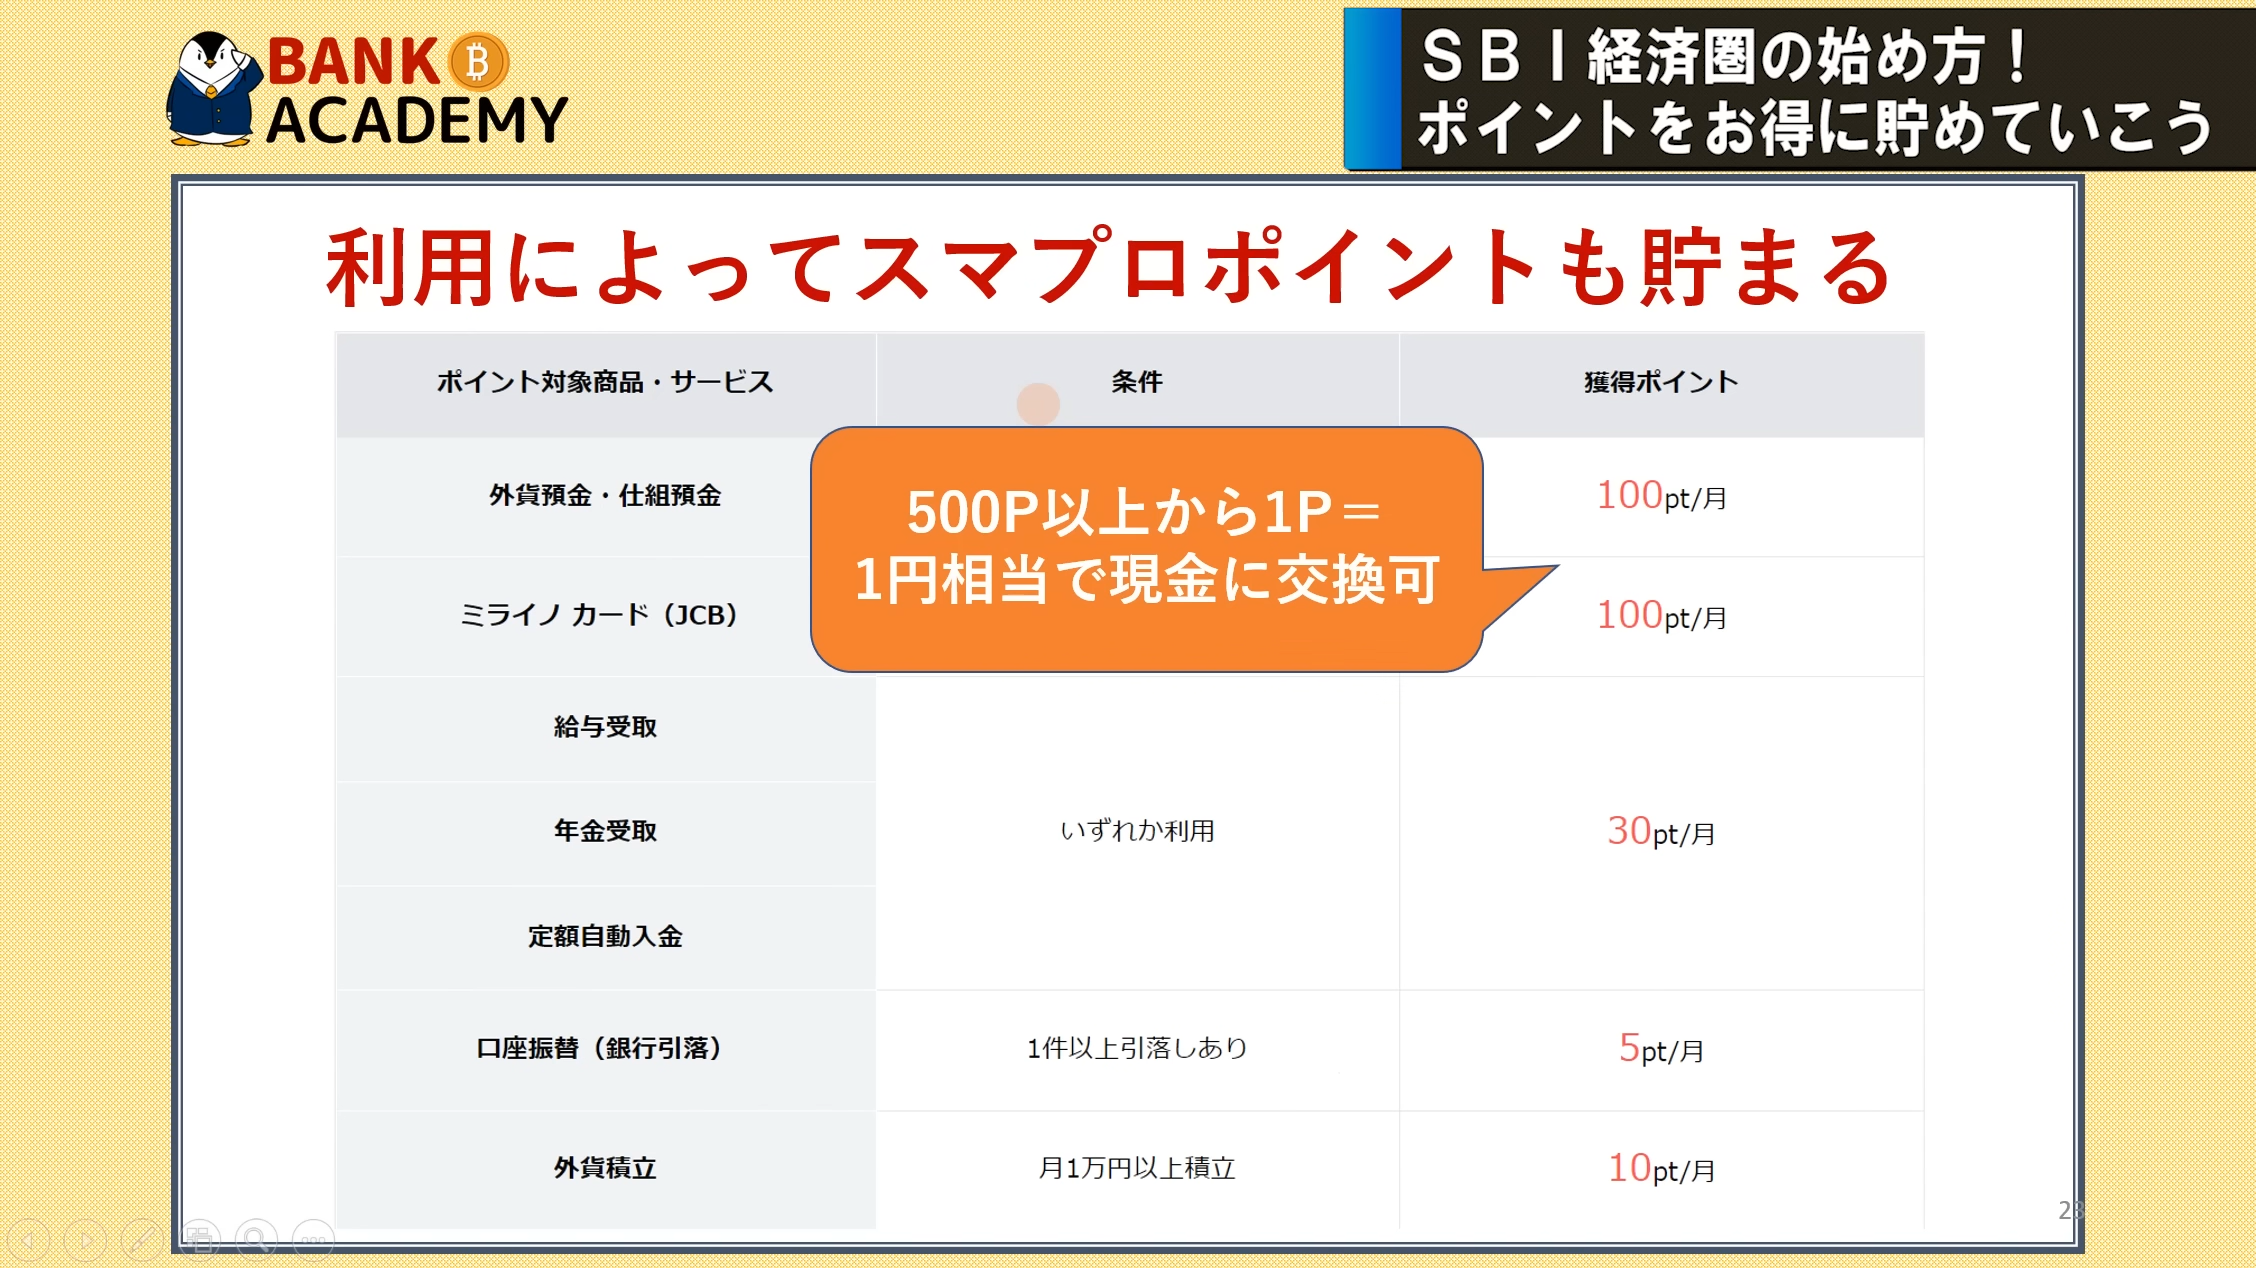 BANK
ACADEMY
SBI経済圏の始め方！
ポイントをお得に貯めていこう
利用によってスマプロポイントも貯まる
ポイント対象商品・サービス
条件
獲得ポイント
外貨預金・仕組預金
500P以上から1P＝
1円相当で現金に交換可
100pt/月
ミライノ カード（JCB）
100pt/月
給与受取
年金受取
いずれか利用
30pt/月
定額自動入金
口座振替（銀行引落）
1件以上引落しあり
5pt/月
外貨積立
月1万円以上積立
10pt/月
23